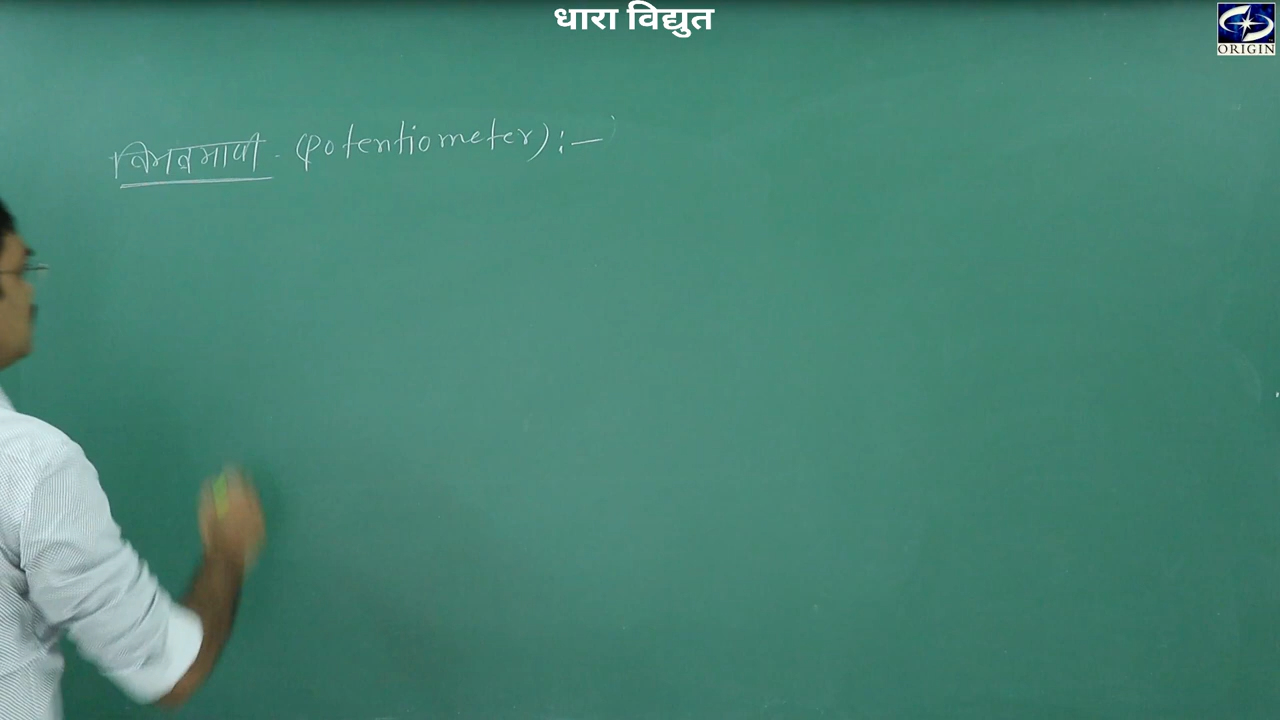 धारा विद्युत
ORIGIN
विभवमापी - (Potentiometer) :-